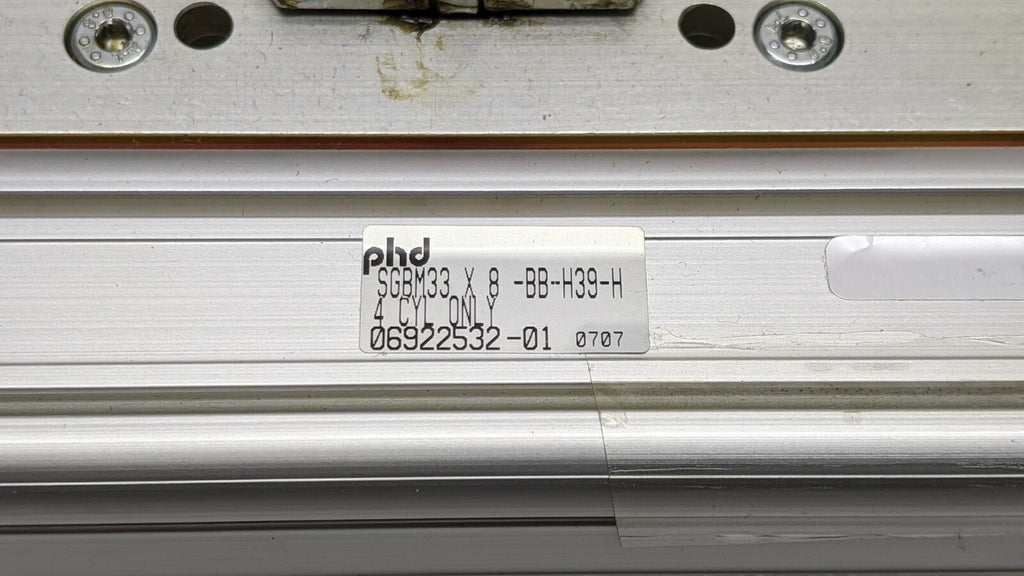 phd
SGBM33 X 8 -BB-H39-H
4 CYL ONLY
06922532-01 0707